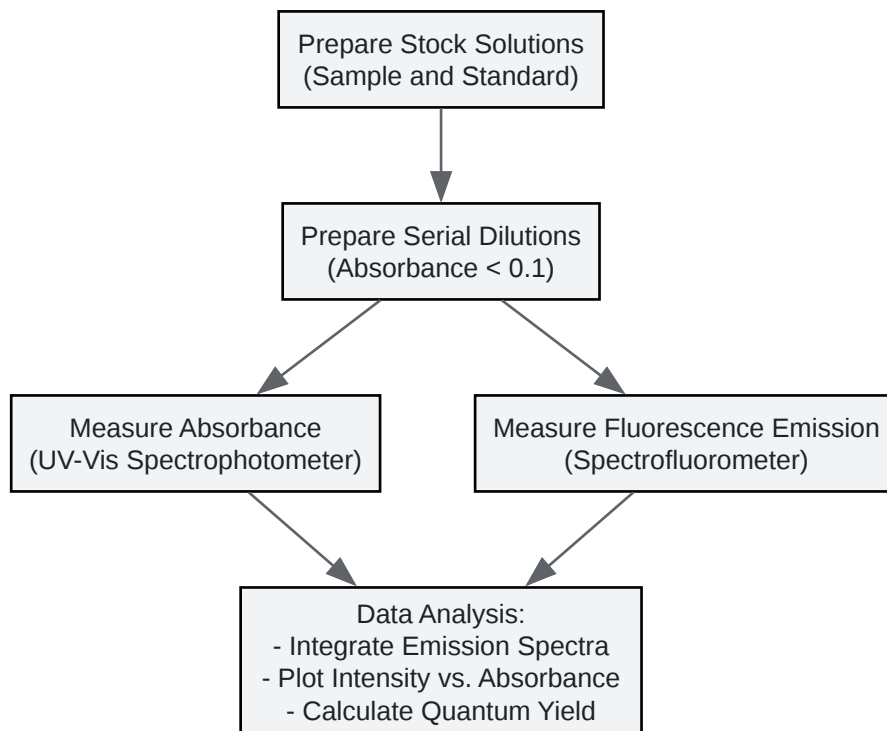 Prepare Stock Solutions
(Sample and Standard)
Prepare Serial Dilutions
(Absorbance < 0.1)
Measure Absorbance
(UV-Vis Spectrophotometer)
Measure Fluorescence Emission
(Spectrofluorometer)
Data Analysis:
- Integrate Emission Spectra
- Plot Intensity vs. Absorbance
- Calculate Quantum Yield